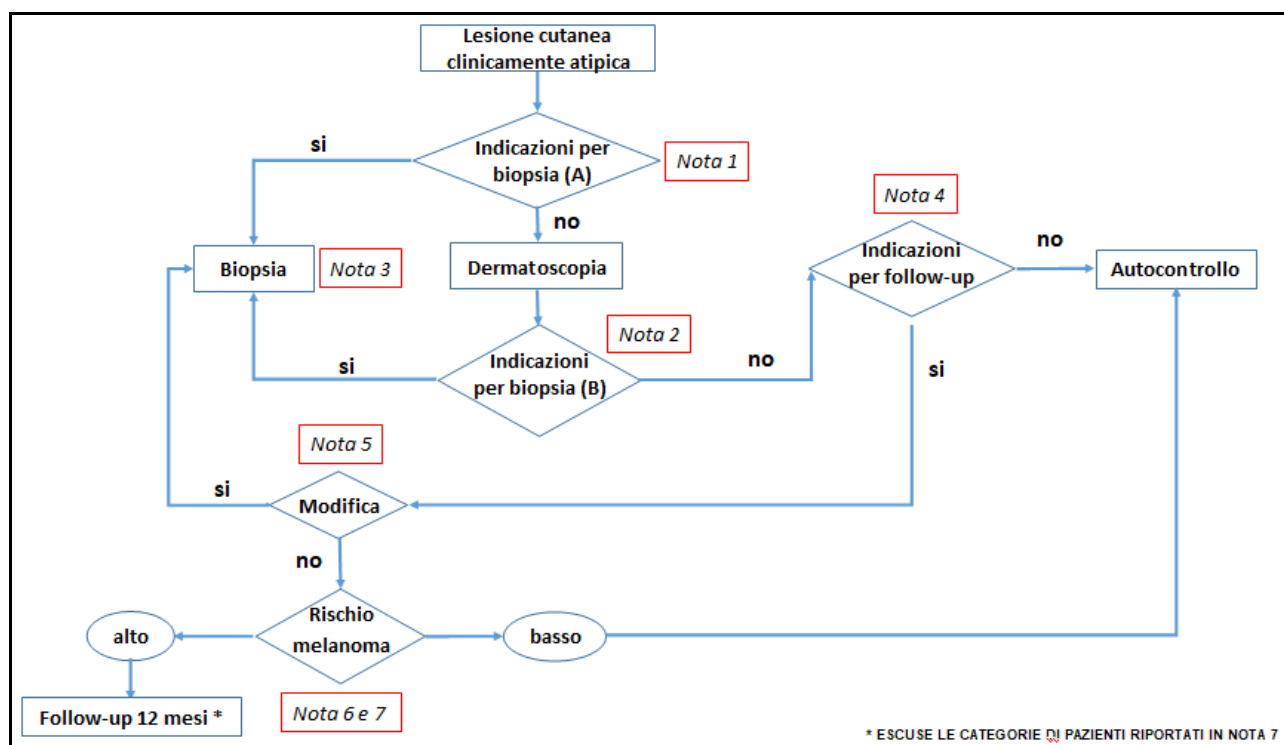 Lesione cutanea
clinicamente atipica
si
Indicazioni per
biopsia (A)
Nota 1
no
Nota 4
Biopsia
Nota 3
Dermatoscopia
Indicazioni
per follow-up
no
Autocontrollo
Nota 2
si
Indicazioni
per biopsia (B)
no
si
Nota 5
si
Modifica
no
alto
Rischio
melanoma
basso
Follow-up 12 mesi *
Nota 6 e 7
* ESCUSE LE CATEGORIE DI PAZIENTI RIPORTATI IN NOTA 7